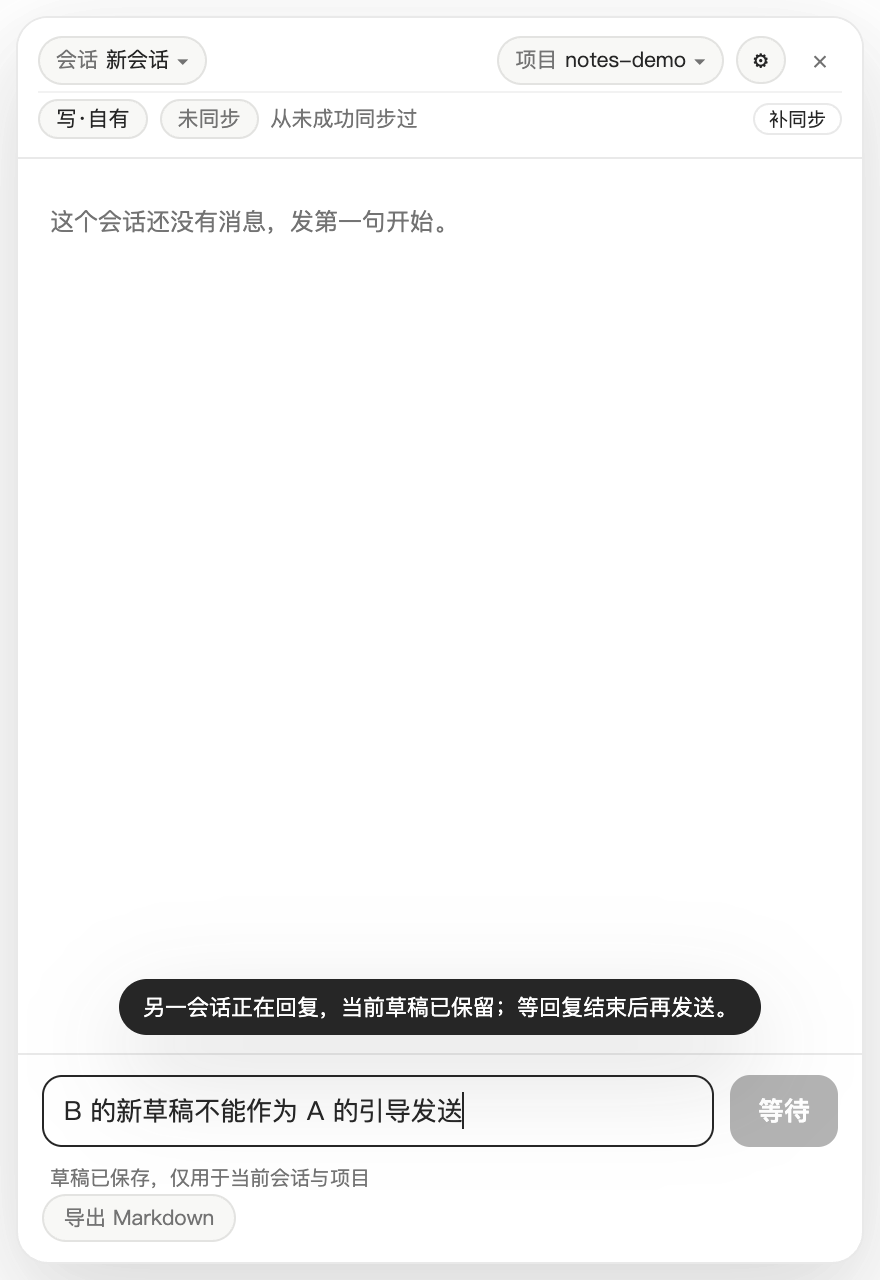 会话 新会话
项目 notes-demo
写·自有
未同步
从未成功同步过
补同步
这个会话还没有消息，发第一句开始。
另一会话正在回复，当前草稿已保留；等回复结束后再发送。
B 的新草稿不能作为 A 的引导发送
等待
草稿已保存，仅用于当前会话与项目
导出 Markdown